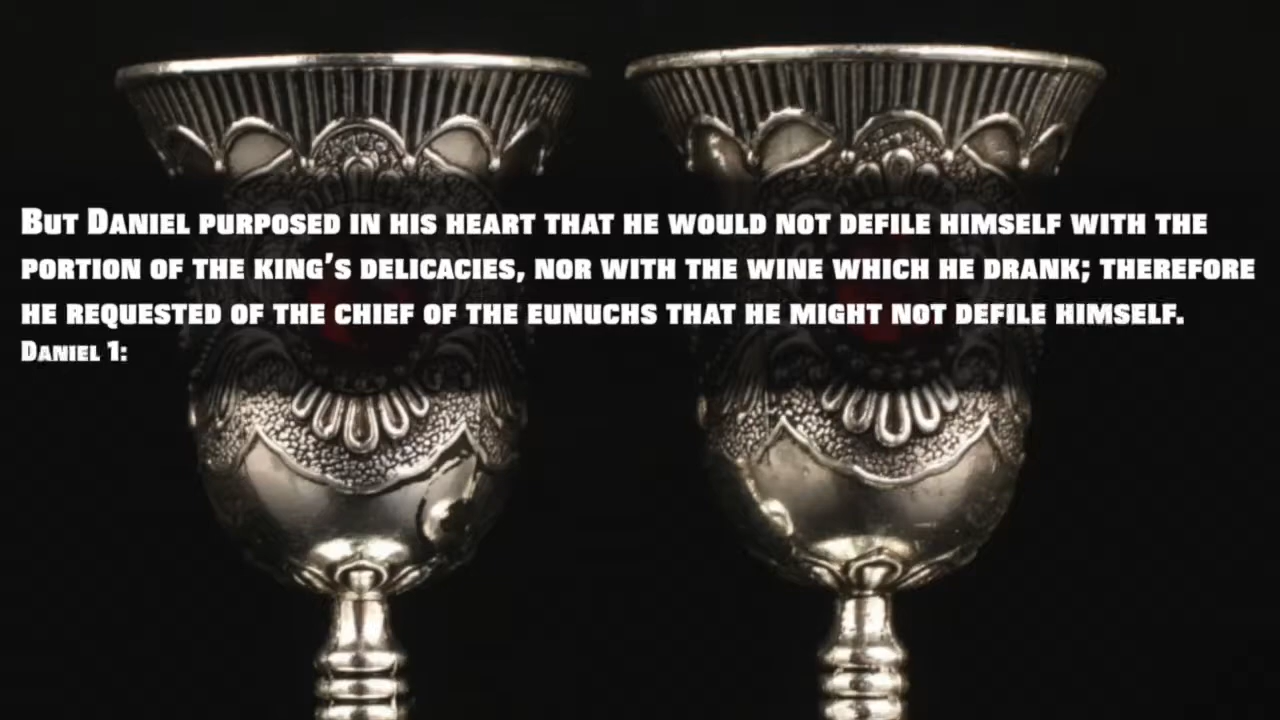 But Daniel purposed in his heart that he would not defile himself with the
portion of the king's delicacies, nor with the wine which he drank; therefore
he requested of the chief of the eunuchs that he might not defile himself.
Daniel 1: